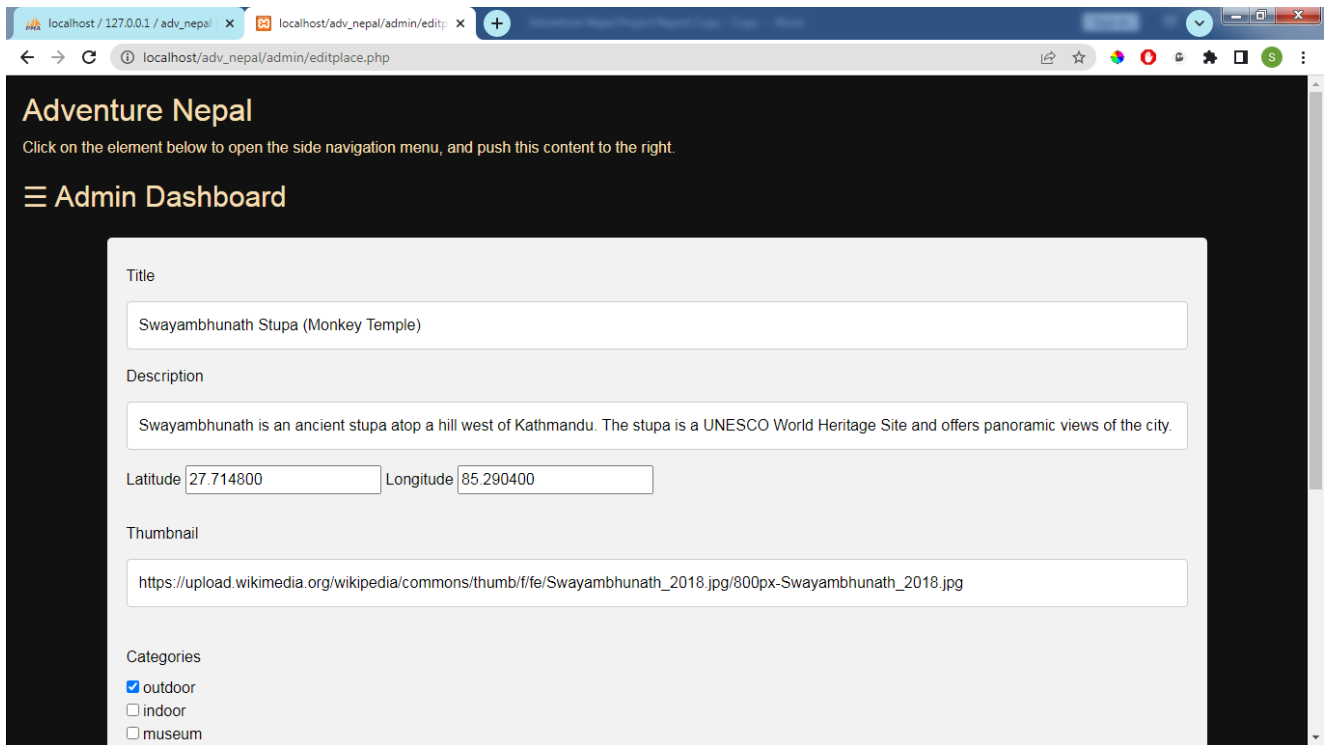 localhost / 127.0.0.1 / adv_nepal |
localhost/adv_nepal/admin/editp
localhost/adv_nepal/admin/editplace.php
S
Adventure Nepal
Click on the element below to open the side navigation menu, and push this content to the right.
☰ Admin Dashboard
Title
Swayambhunath Stupa (Monkey Temple)
Description
Swayambhunath is an ancient stupa atop a hill west of Kathmandu. The stupa is a UNESCO World Heritage Site and offers panoramic views of the city.
Latitude 27.714800 Longitude 85.290400
Thumbnail
https://upload.wikimedia.org/wikipedia/commons/thumb/f/fe/Swayambhunath_2018.jpg/800px-Swayambhunath_2018.jpg
Categories
outdoor
indoor
museum